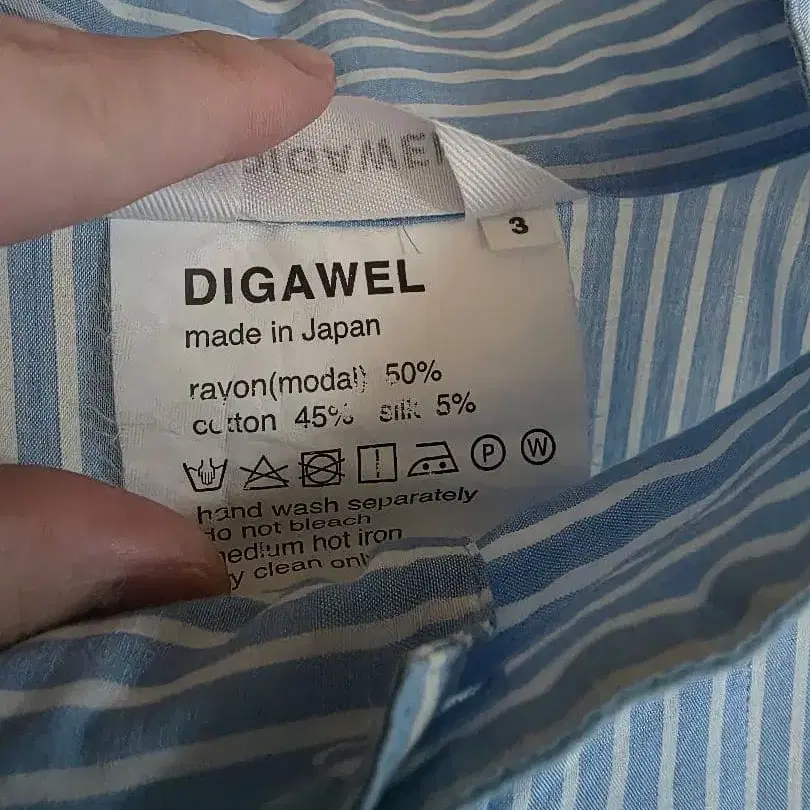 DIGAWEL
3
DIGAWEL
made in Japan
rayon(modal) 50%
cotton 45% silk 5%
P W
hand wash separately
do not bleach
medium hot iron
y clean only